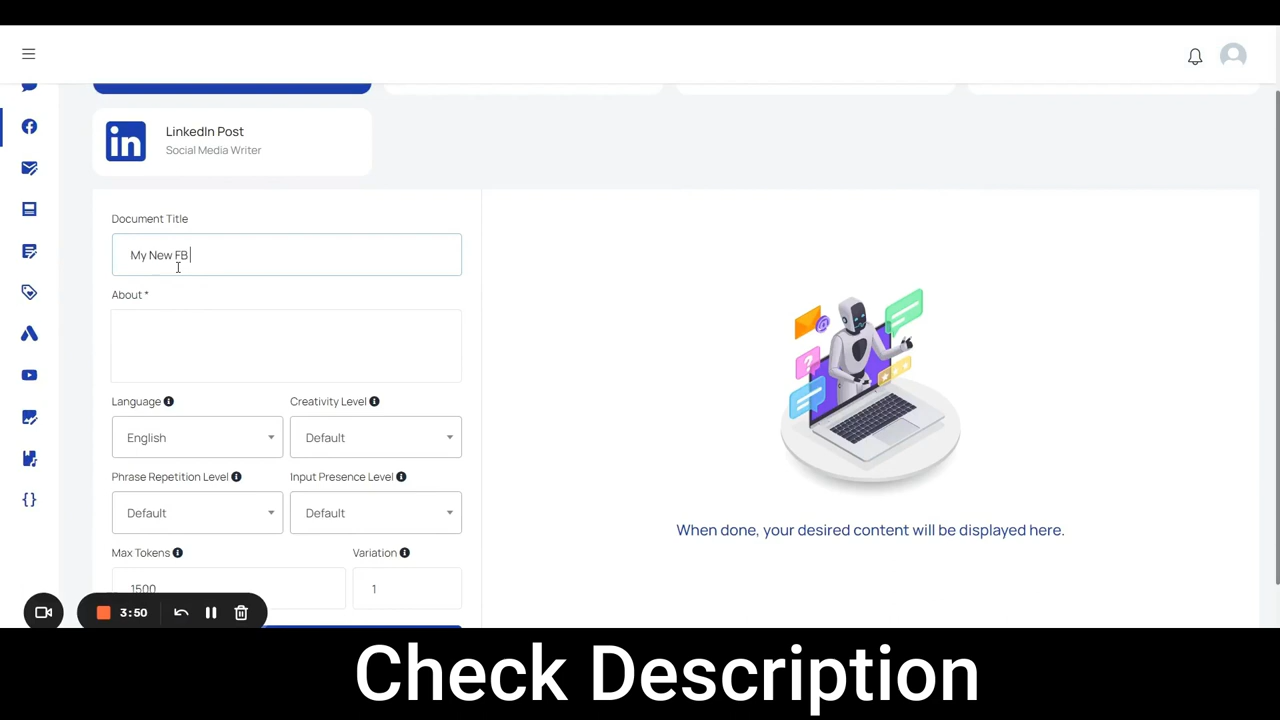 LinkedIn Post
Social Media Writer
Document Title
My New FB
About *
Language
Creativity Level
English
Default
Phrase Repetition Level
Input Presence Level
Default
Default
Max Tokens
Variation
1500
1
3:50
When done, your desired content will be displayed here.
Check Description